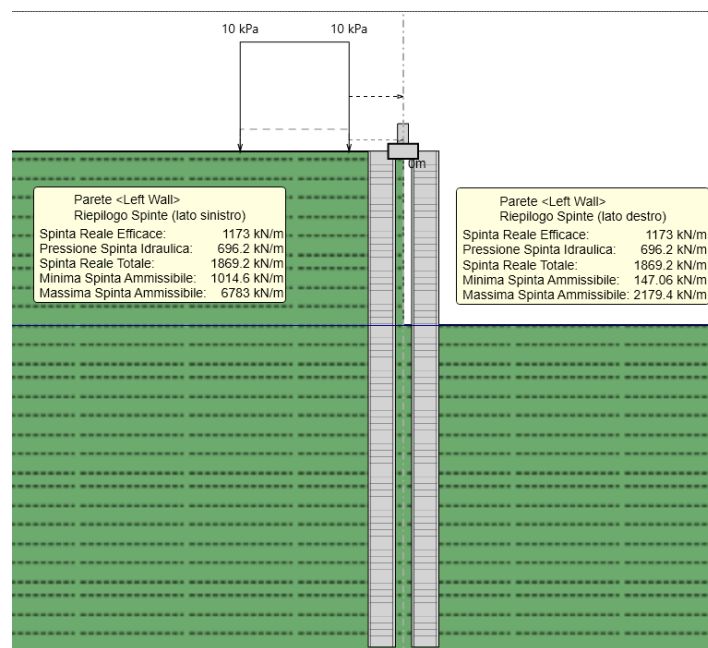 10 kPa 10 kPa
0m
Parete <Left Wall>
Riepilogo Spinte (lato sinistro)
Spinta Reale Efficace: 1173 kN/m
Pressione Spinta Idraulica: 696.2 kN/m
Spinta Reale Totale: 1869.2 kN/m
Minima Spinta Ammissibile: 1014.6 kN/m
Massima Spinta Ammissibile: 6783 kN/m
Parete <Left Wall>
Riepilogo Spinte (lato destro)
Spinta Reale Efficace: 1173 kN/m
Pressione Spinta Idraulica: 696.2 kN/m
Spinta Reale Totale: 1869.2 kN/m
Minima Spinta Ammissibile: 147.06 kN/m
Massima Spinta Ammissibile: 2179.4 kN/m